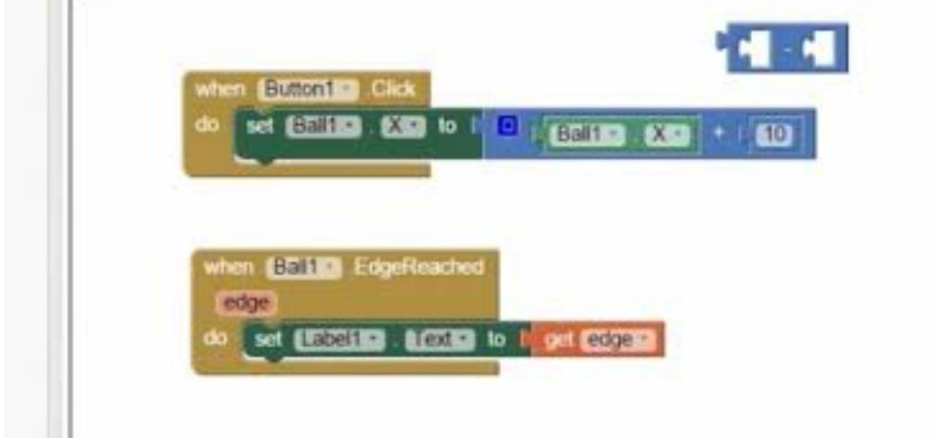 -
when Button1 .Click
do set Ball1 . X to Ball1 . X + 10
when Ball1 .EdgeReached
edge
do set Label1 . Text to get edge